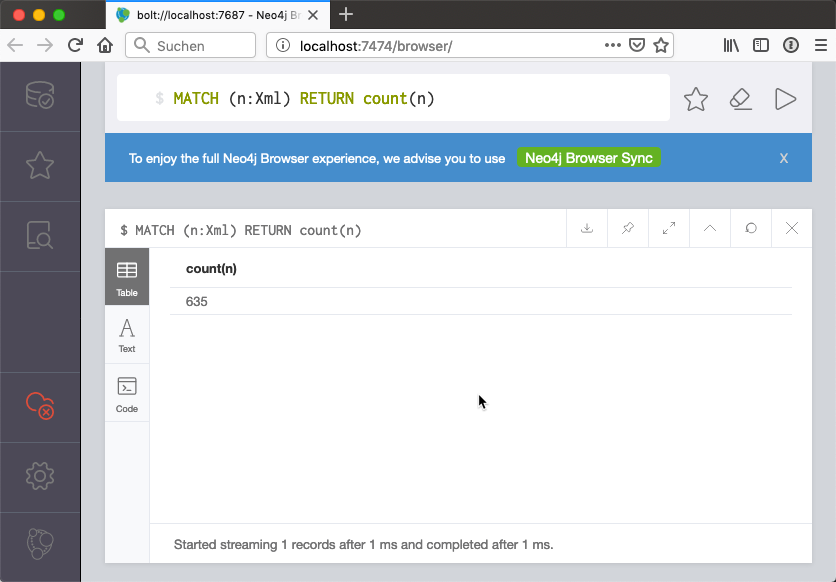 bolt://localhost:7687 - Neo4j Br
Suchen
localhost:7474/browser/
$ MATCH (n:Xml) RETURN count(n)
To enjoy the full Neo4j Browser experience, we advise you to use Neo4j Browser Sync X
$ MATCH (n:Xml) RETURN count(n)
Table
count(n)
635
A
Text
Code
Started streaming 1 records after 1 ms and completed after 1 ms.